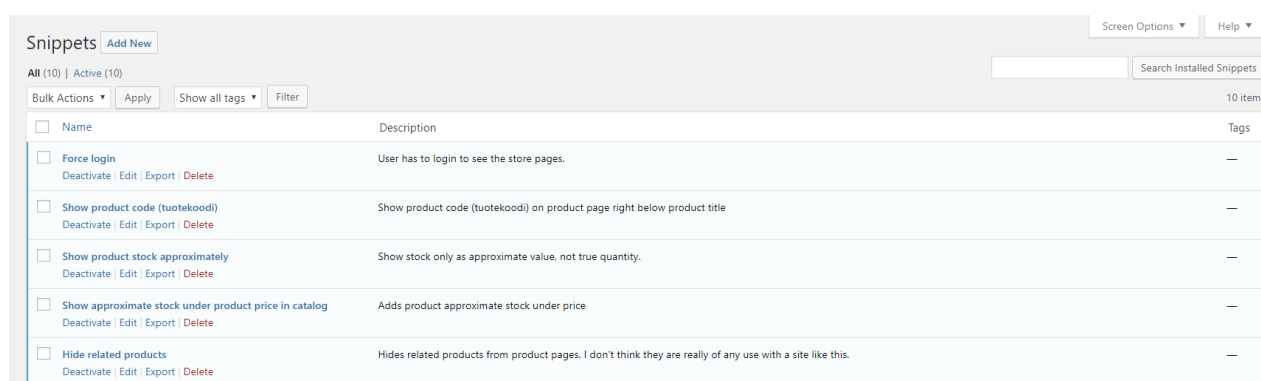 Screen Options ▼ Help ▼
Snippets Add New
All (10) | Active (10)
Search Installed Snippets
Bulk Actions ▼ Apply Show all tags ▼ Filter
10 item
Name Description Tags
Force login User has to login to see the store pages. —
Deactivate | Edit | Export | Delete
Show product code (tuotekoodi) Show product code (tuotekoodi) on product page right below product title —
Deactivate | Edit | Export | Delete
Show product stock approximately Show stock only as approximate value, not true quantity. —
Deactivate | Edit | Export | Delete
Show approximate stock under product price in catalog Adds product approximate stock under price —
Deactivate | Edit | Export | Delete
Hide related products Hides related products from product pages. I don't think they are really of any use with a site like this. —
Deactivate | Edit | Export | Delete